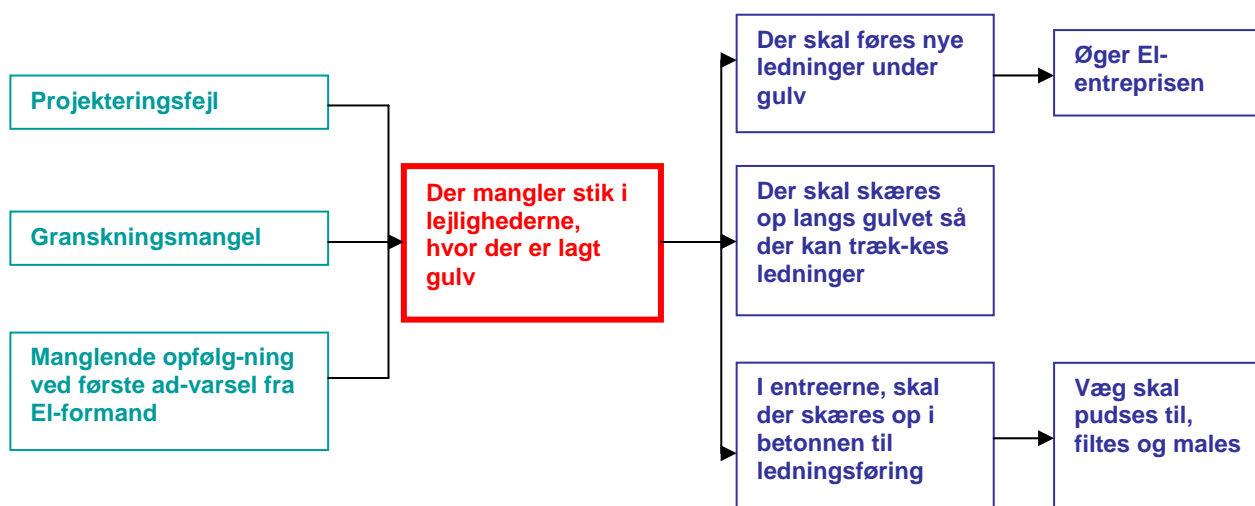 Projekteringsfejl
Granskningsmangel
Manglende opfølg-ning
ved første ad-varsel fra
El-formand
Der mangler stik i
lejlighederne,
hvor der er lagt
gulv
Der skal føres nye
ledninger under
gulv
Øger El-
entreprisen
Der skal skæres
op langs gulvet så
der kan træk-kes
ledninger
I entreerne, skal
der skæres op i
betonnen til
ledningsføring
Væg skal
pudses til,
filtes og males